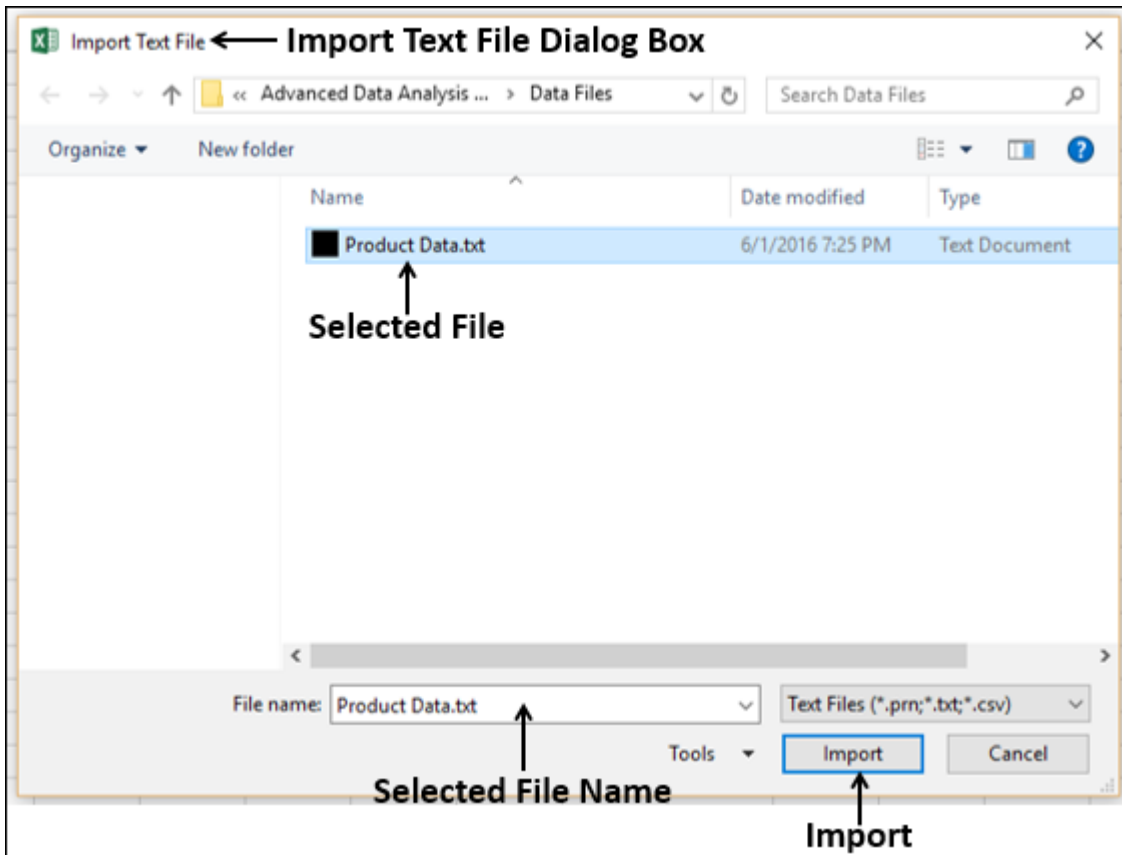 Import Text File Import Text File Dialog Box
« Advanced Data Analysis ... > Data Files Search Data Files
Organize New folder ?
Name Date modified Type
Product Data.txt 6/1/2016 7:25 PM Text Document
Selected File
File name: Product Data.txt Text Files (*.prn;*.txt;*.csv)
Tools Import Cancel
Selected File Name
Import